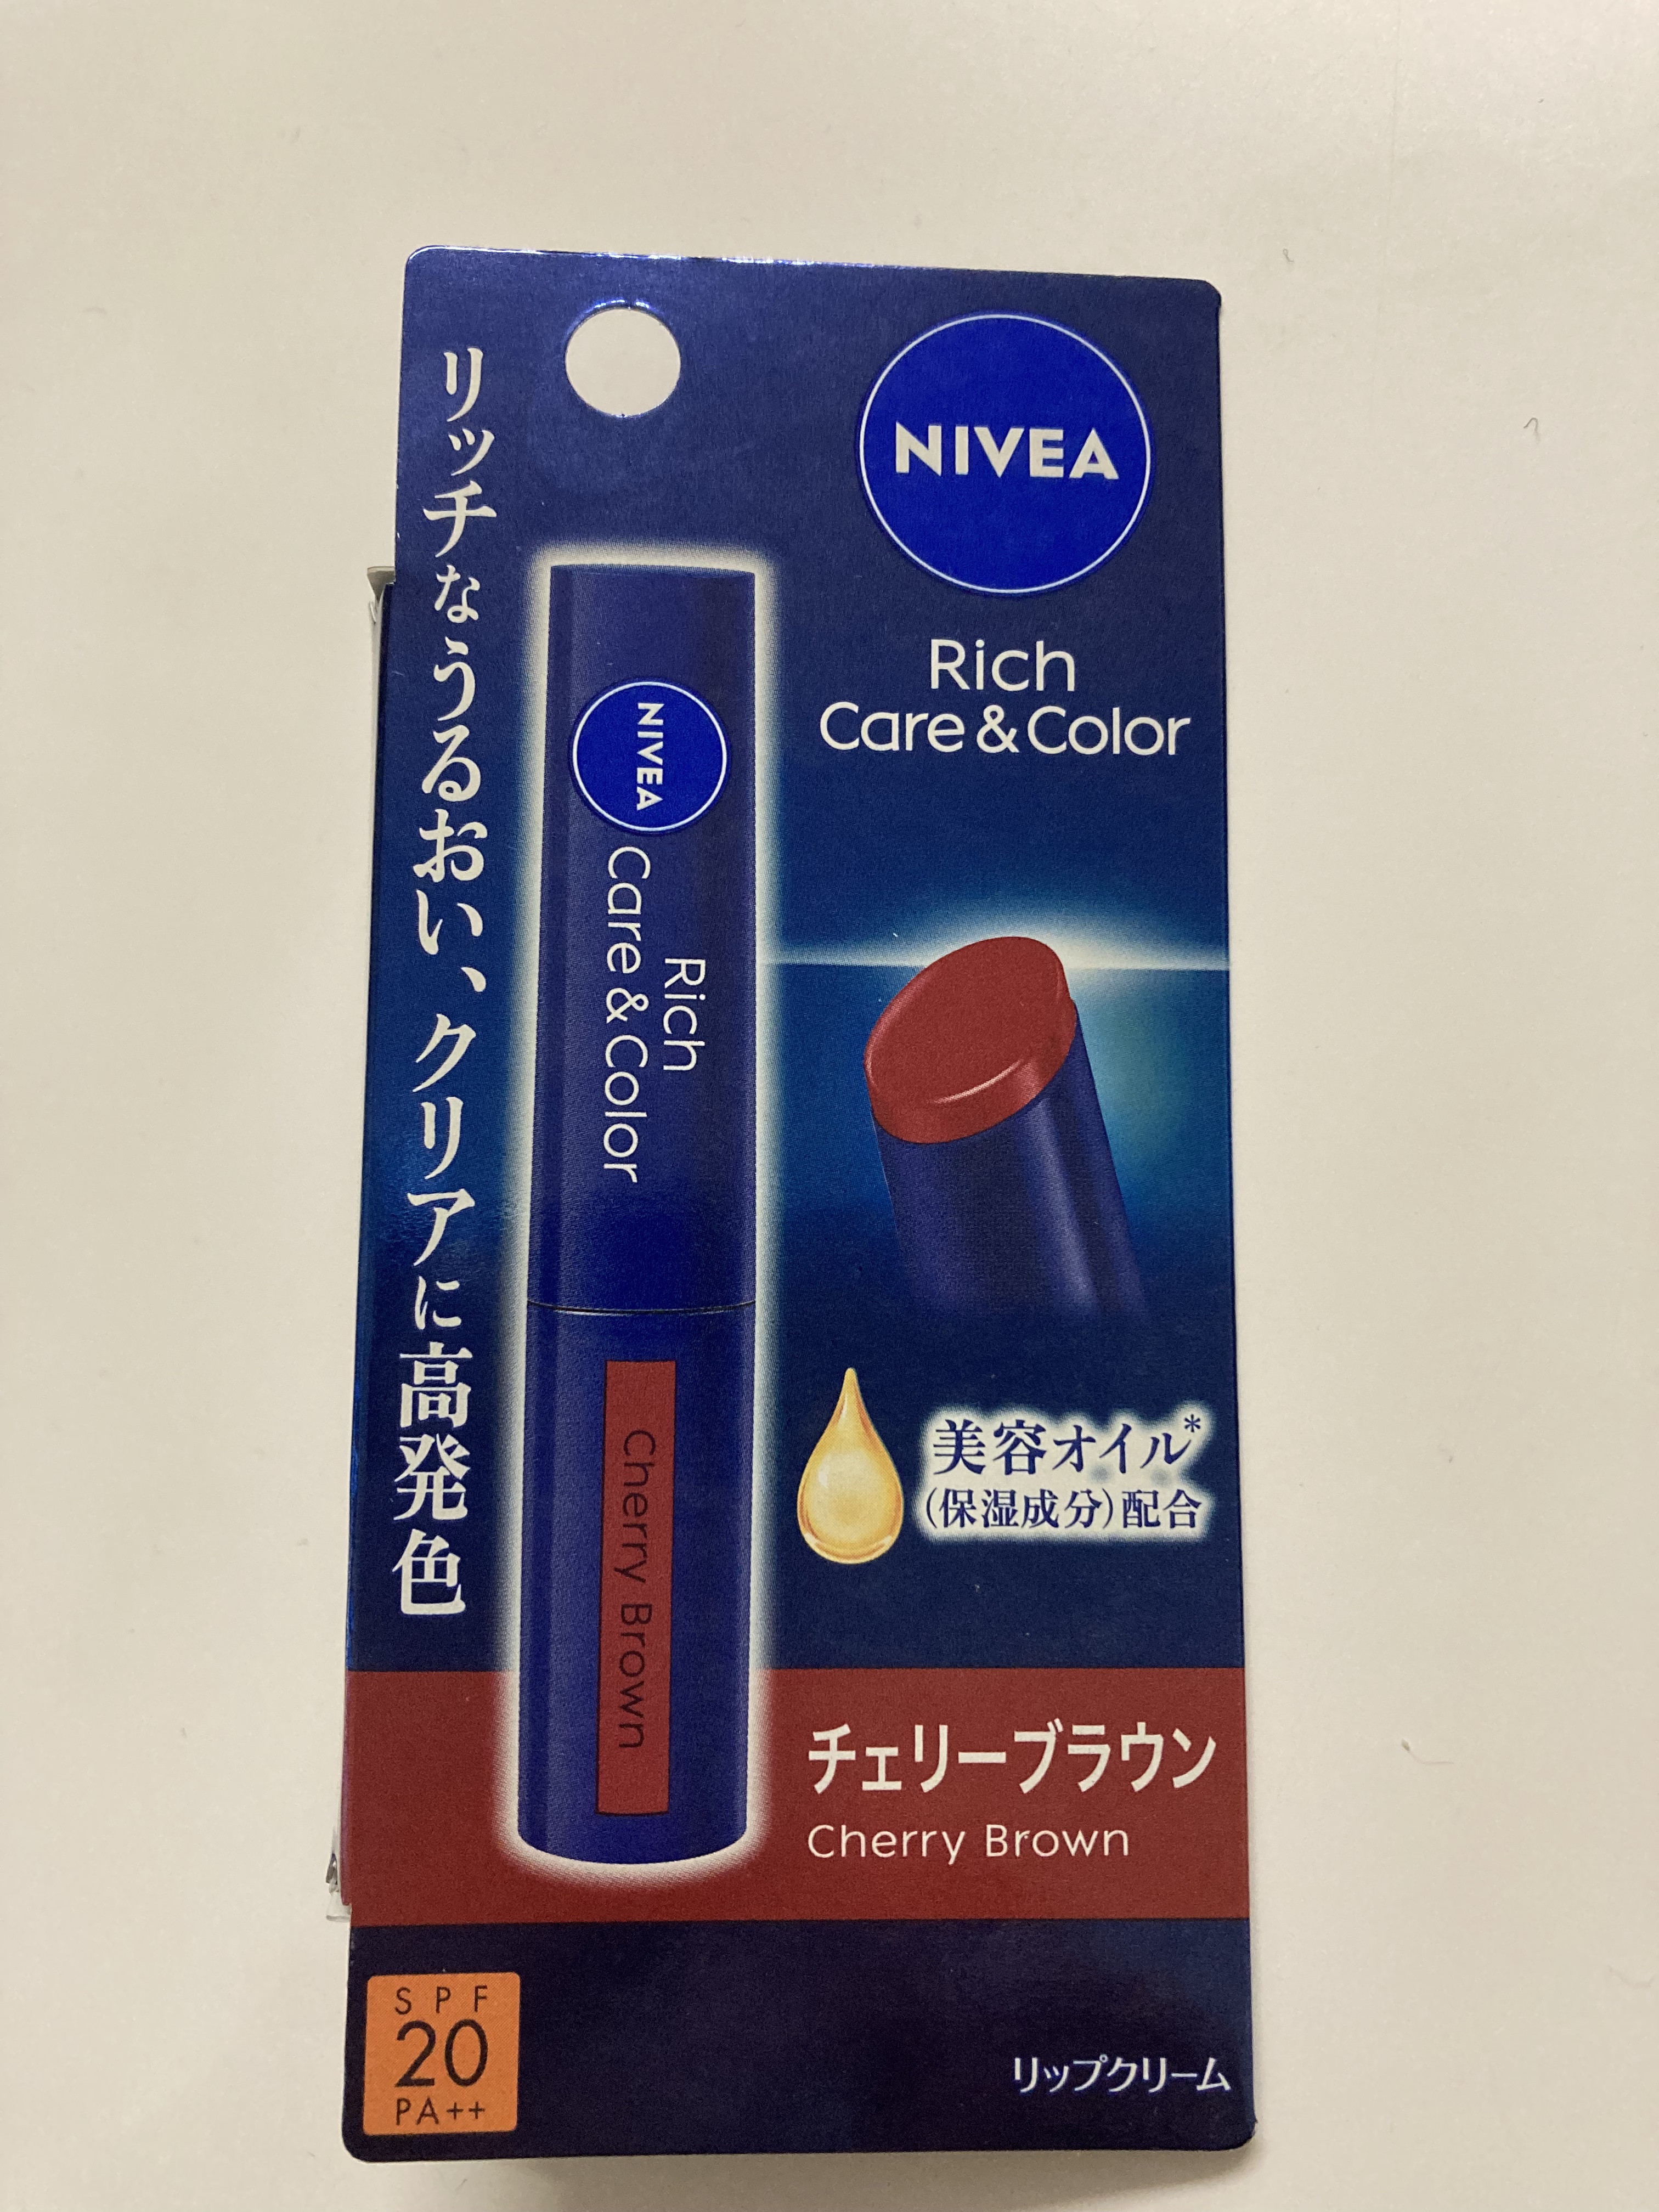 NIVEA
Rich
Care & Color
リッチなうるおい、クリアに高発色
NIVEA
Rich
Care & Color
Cherry Brown
美容オイル*
(保湿成分)配合
チェリーブラウン
Cherry Brown
SPF
20
PA++
リップクリーム